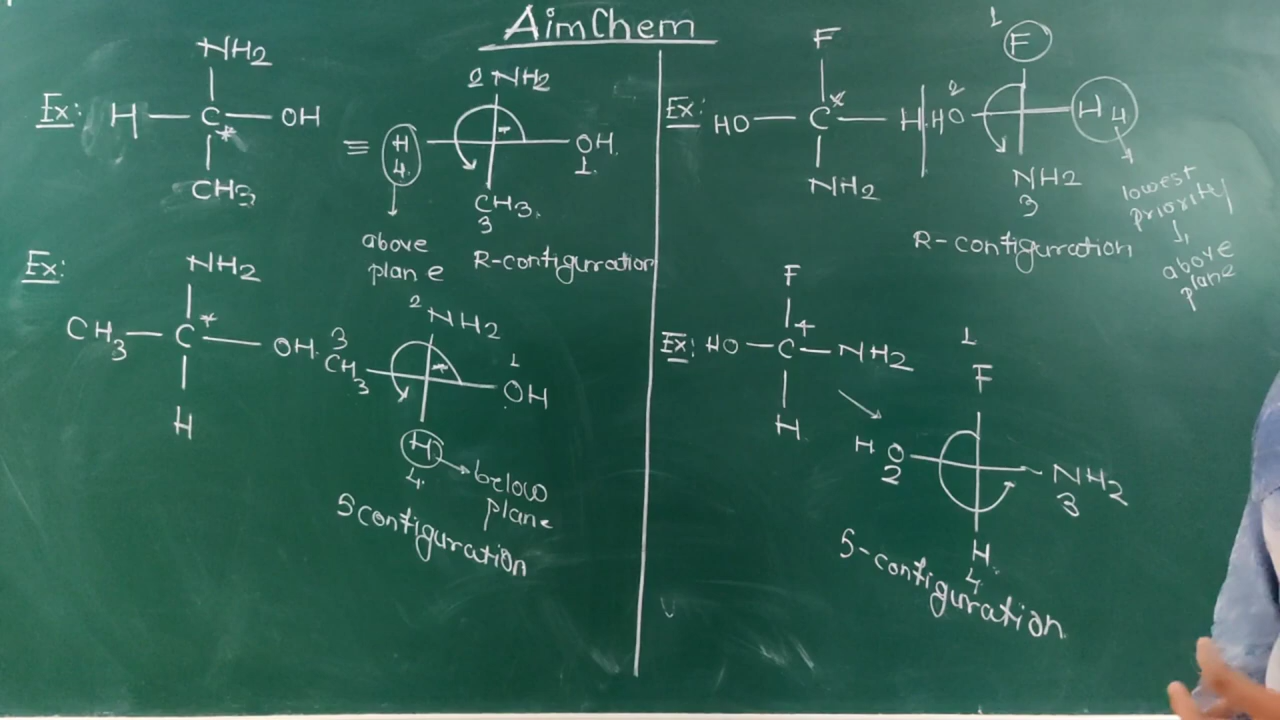 AimChem
NH2
Ex: H — C — OH
*
CH3
≡
2 NH2
H
4
*
OH
1
CH3
3
above
plane
R-configuration
Ex:
NH2
CH3 — C — OH
*
H
2 NH2
3
CH3
*
1
OH
H
4
below
plane
S configuration
F
Ex: HO — C — H
*
NH2
1
F
2
HO
H 4
NH2
3
lowest
priority
above
plane
R-configuration
F
Ex: HO — C — NH2
H
1
F
HO
2
NH2
3
H
4
S-configuration